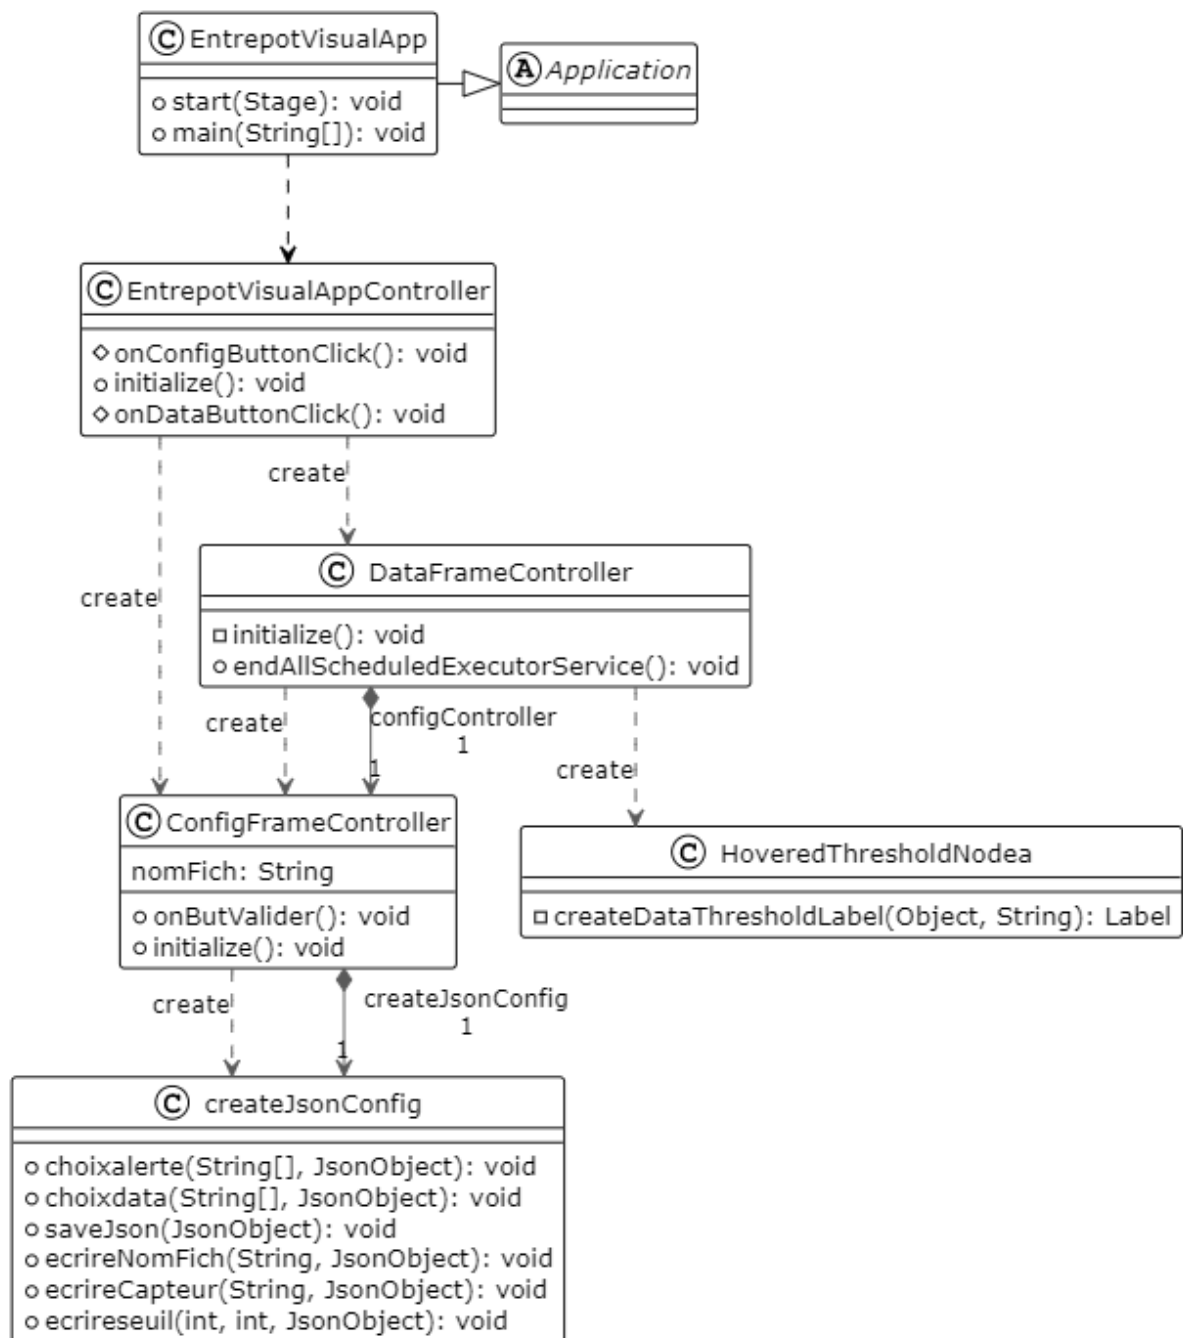 C EntrepotVisualApp
start(Stage): void
main(String[]): void
A Application
C EntrepotVisualAppController
onConfigButtonClick(): void
initialize(): void
onDataButtonClick(): void
create
create
C DataFrameController
initialize(): void
endAllScheduledExecutorService(): void
create
configController
1
1
create
C ConfigFrameController
nomFich: String
onButValider(): void
initialize(): void
C HoveredThresholdNodea
createDataThresholdLabel(Object, String): Label
create
createJsonConfig
1
1
C createJsonConfig
choixalerte(String[], JsonObject): void
choixdata(String[], JsonObject): void
saveJson(JsonObject): void
ecrireNomFich(String, JsonObject): void
ecrireCapteur(String, JsonObject): void
ecrireseuil(int, int, JsonObject): void